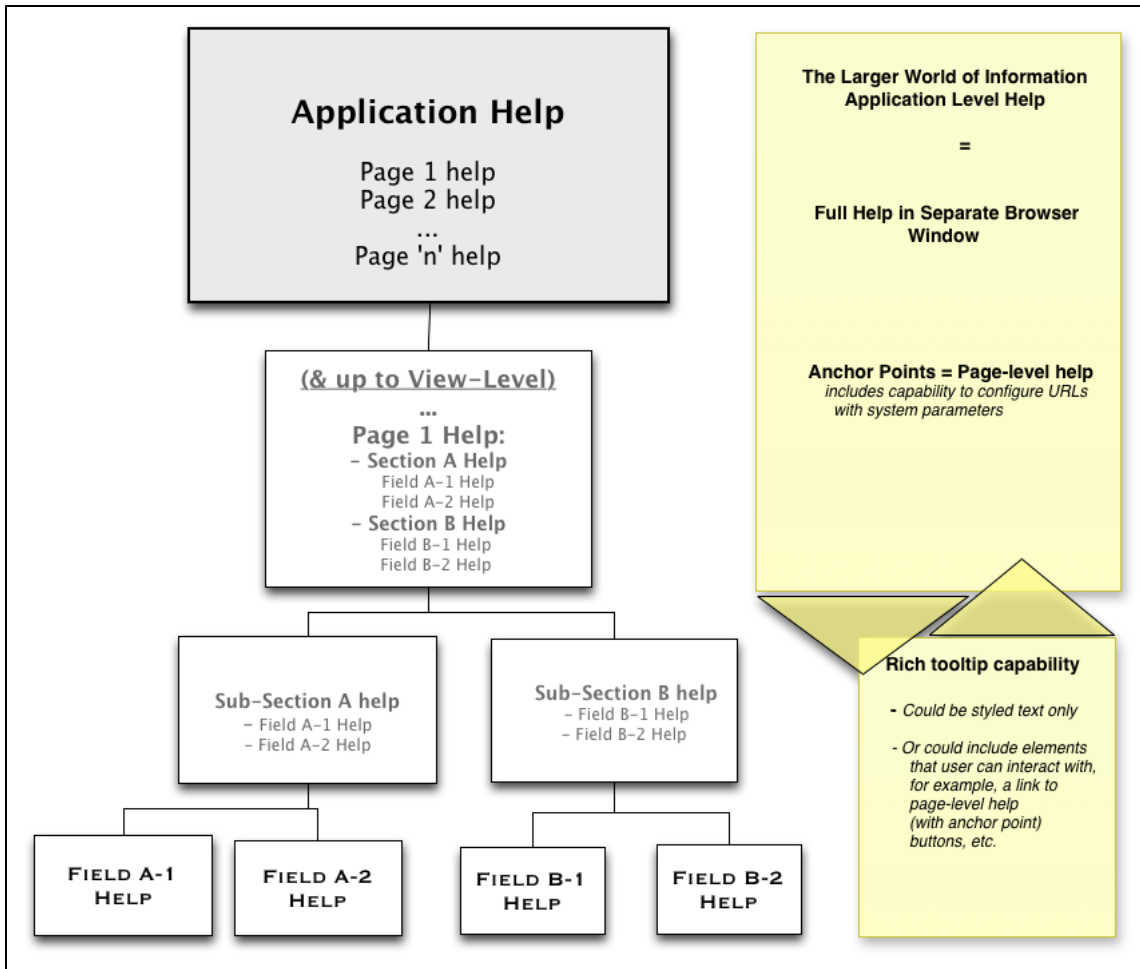 Application Help
Page 1 help
Page 2 help
...
Page 'n' help
(& up to View-Level)
...
Page 1 Help:
- Section A Help
Field A-1 Help
Field A-2 Help
- Section B Help
Field B-1 Help
Field B-2 Help
Sub-Section A help
- Field A-1 Help
- Field A-2 Help
Sub-Section B help
- Field B-1 Help
- Field B-2 Help
FIELD A-1
HELP
FIELD A-2
HELP
FIELD B-1
HELP
FIELD B-2
HELP
The Larger World of Information
Application Level Help
=
Full Help in Separate Browser
Window
Anchor Points = Page-level help
includes capability to configure URLs
with system parameters
Rich tooltip capability
- Could be styled text only
- Or could include elements
that user can interact with,
for example, a link to
page-level help
(with anchor point)
buttons, etc.